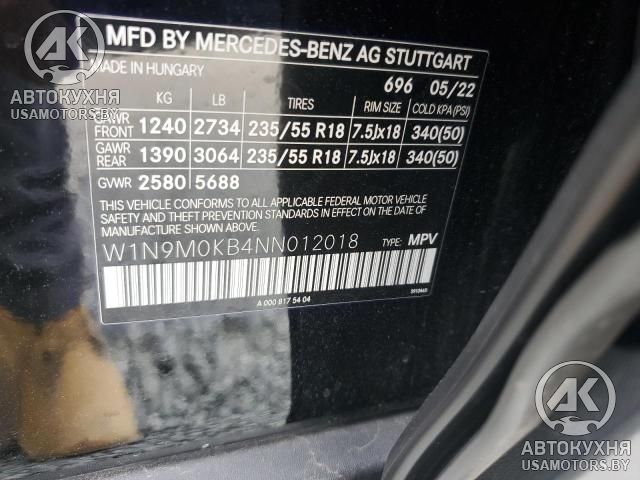 MFD BY MERCEDES-BENZ AG STUTTGART
MADE IN HUNGARY
696 05/22
KG LB TIRES RIM SIZE COLD KPA(PSI)
GAWR FRONT 1240 2734 235/55 R18 7.5Jx18 340(50)
GAWR REAR 1390 3064 235/55 R18 7.5Jx18 340(50)
GVWR 2580 5688
THIS VEHICLE CONFORMS TO ALL APPLICABLE FEDERAL MOTOR VEHICLE
SAFETY AND THEFT PREVENTION STANDARDS IN EFFECT ON THE DATE OF
MANUFACTURE SHOWN ABOVE.
W1N9M0KB4NN012018 TYPE: MPV
A 000 817 54 04
АК
АВТОКУХНЯ
USAMOTORS.BY
АК
АВТОКУХНЯ
USAMOTORS.BY